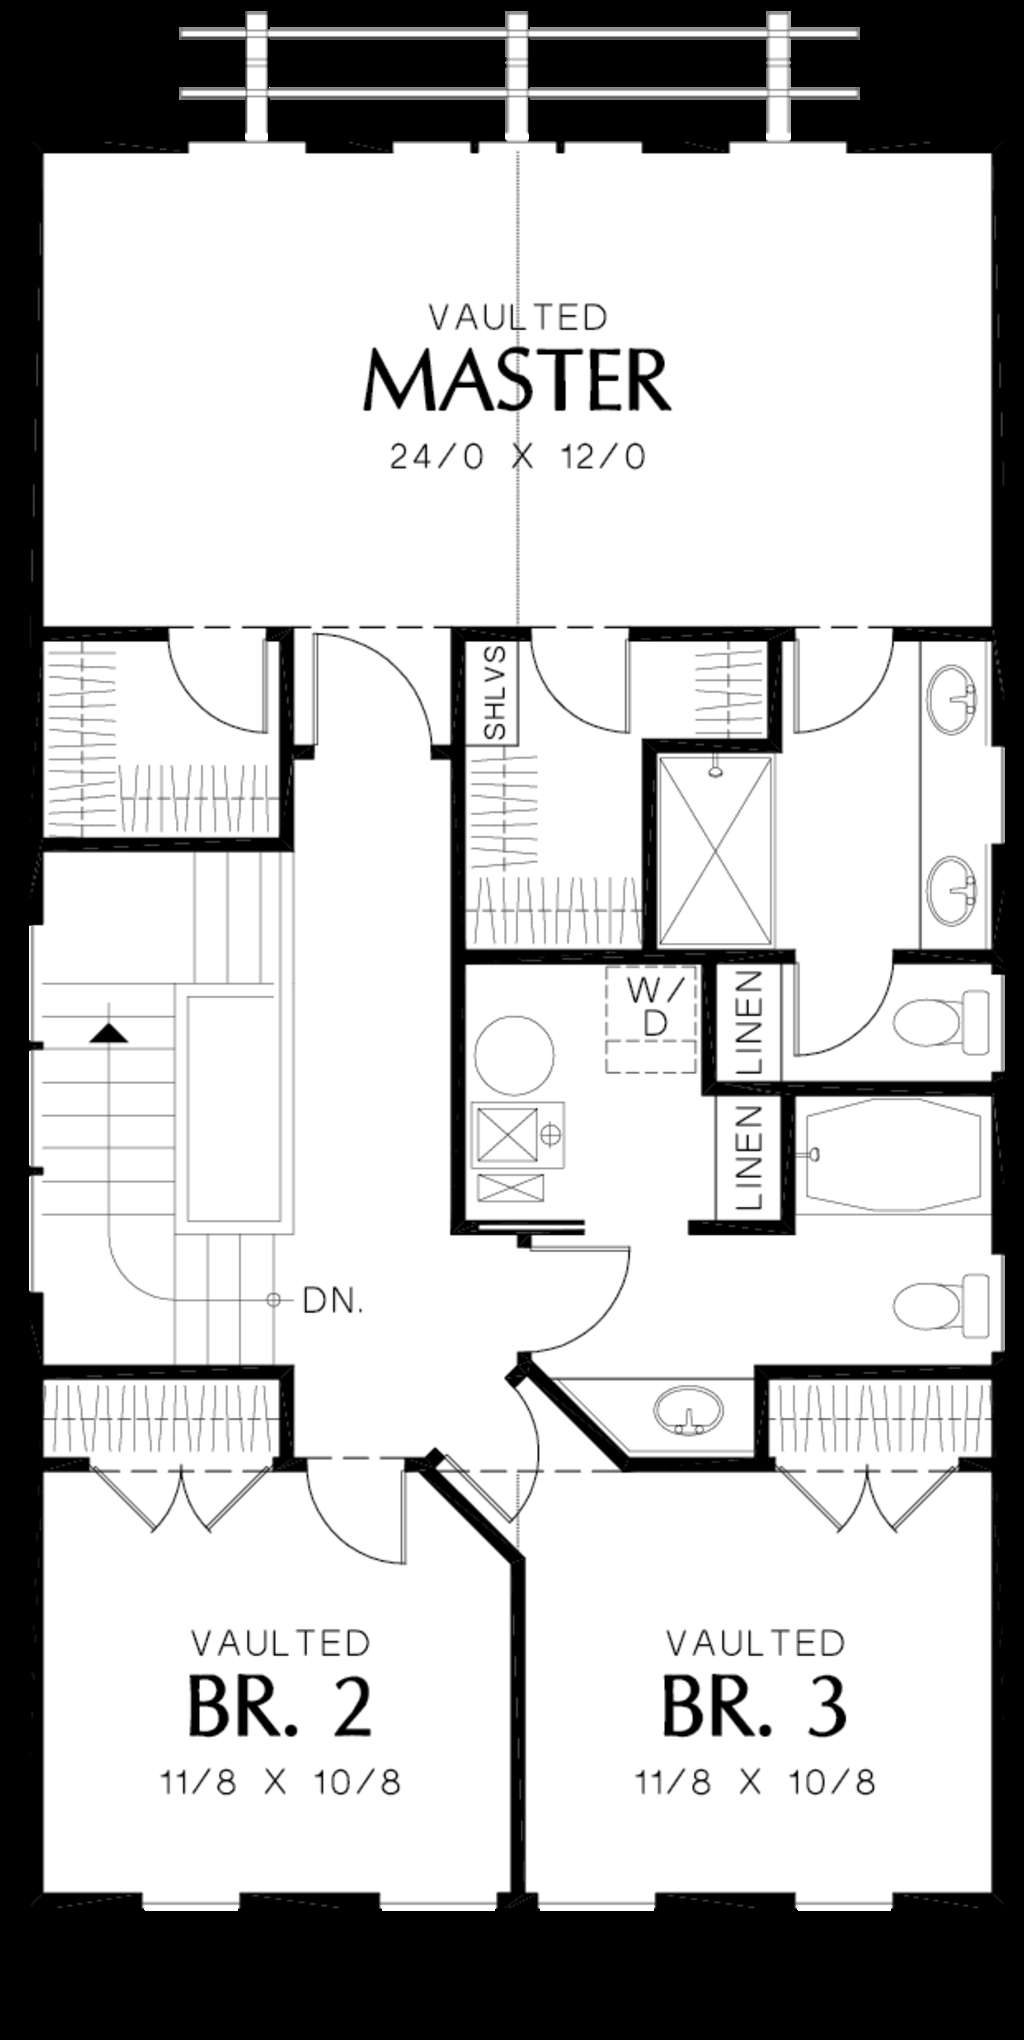 VAULTED
MASTER
24/0 X 12/0
SHLVS
W/
D
LINEN
LINEN
DN.
VAULTED
BR. 2
11/8 X 10/8
VAULTED
BR. 3
11/8 X 10/8